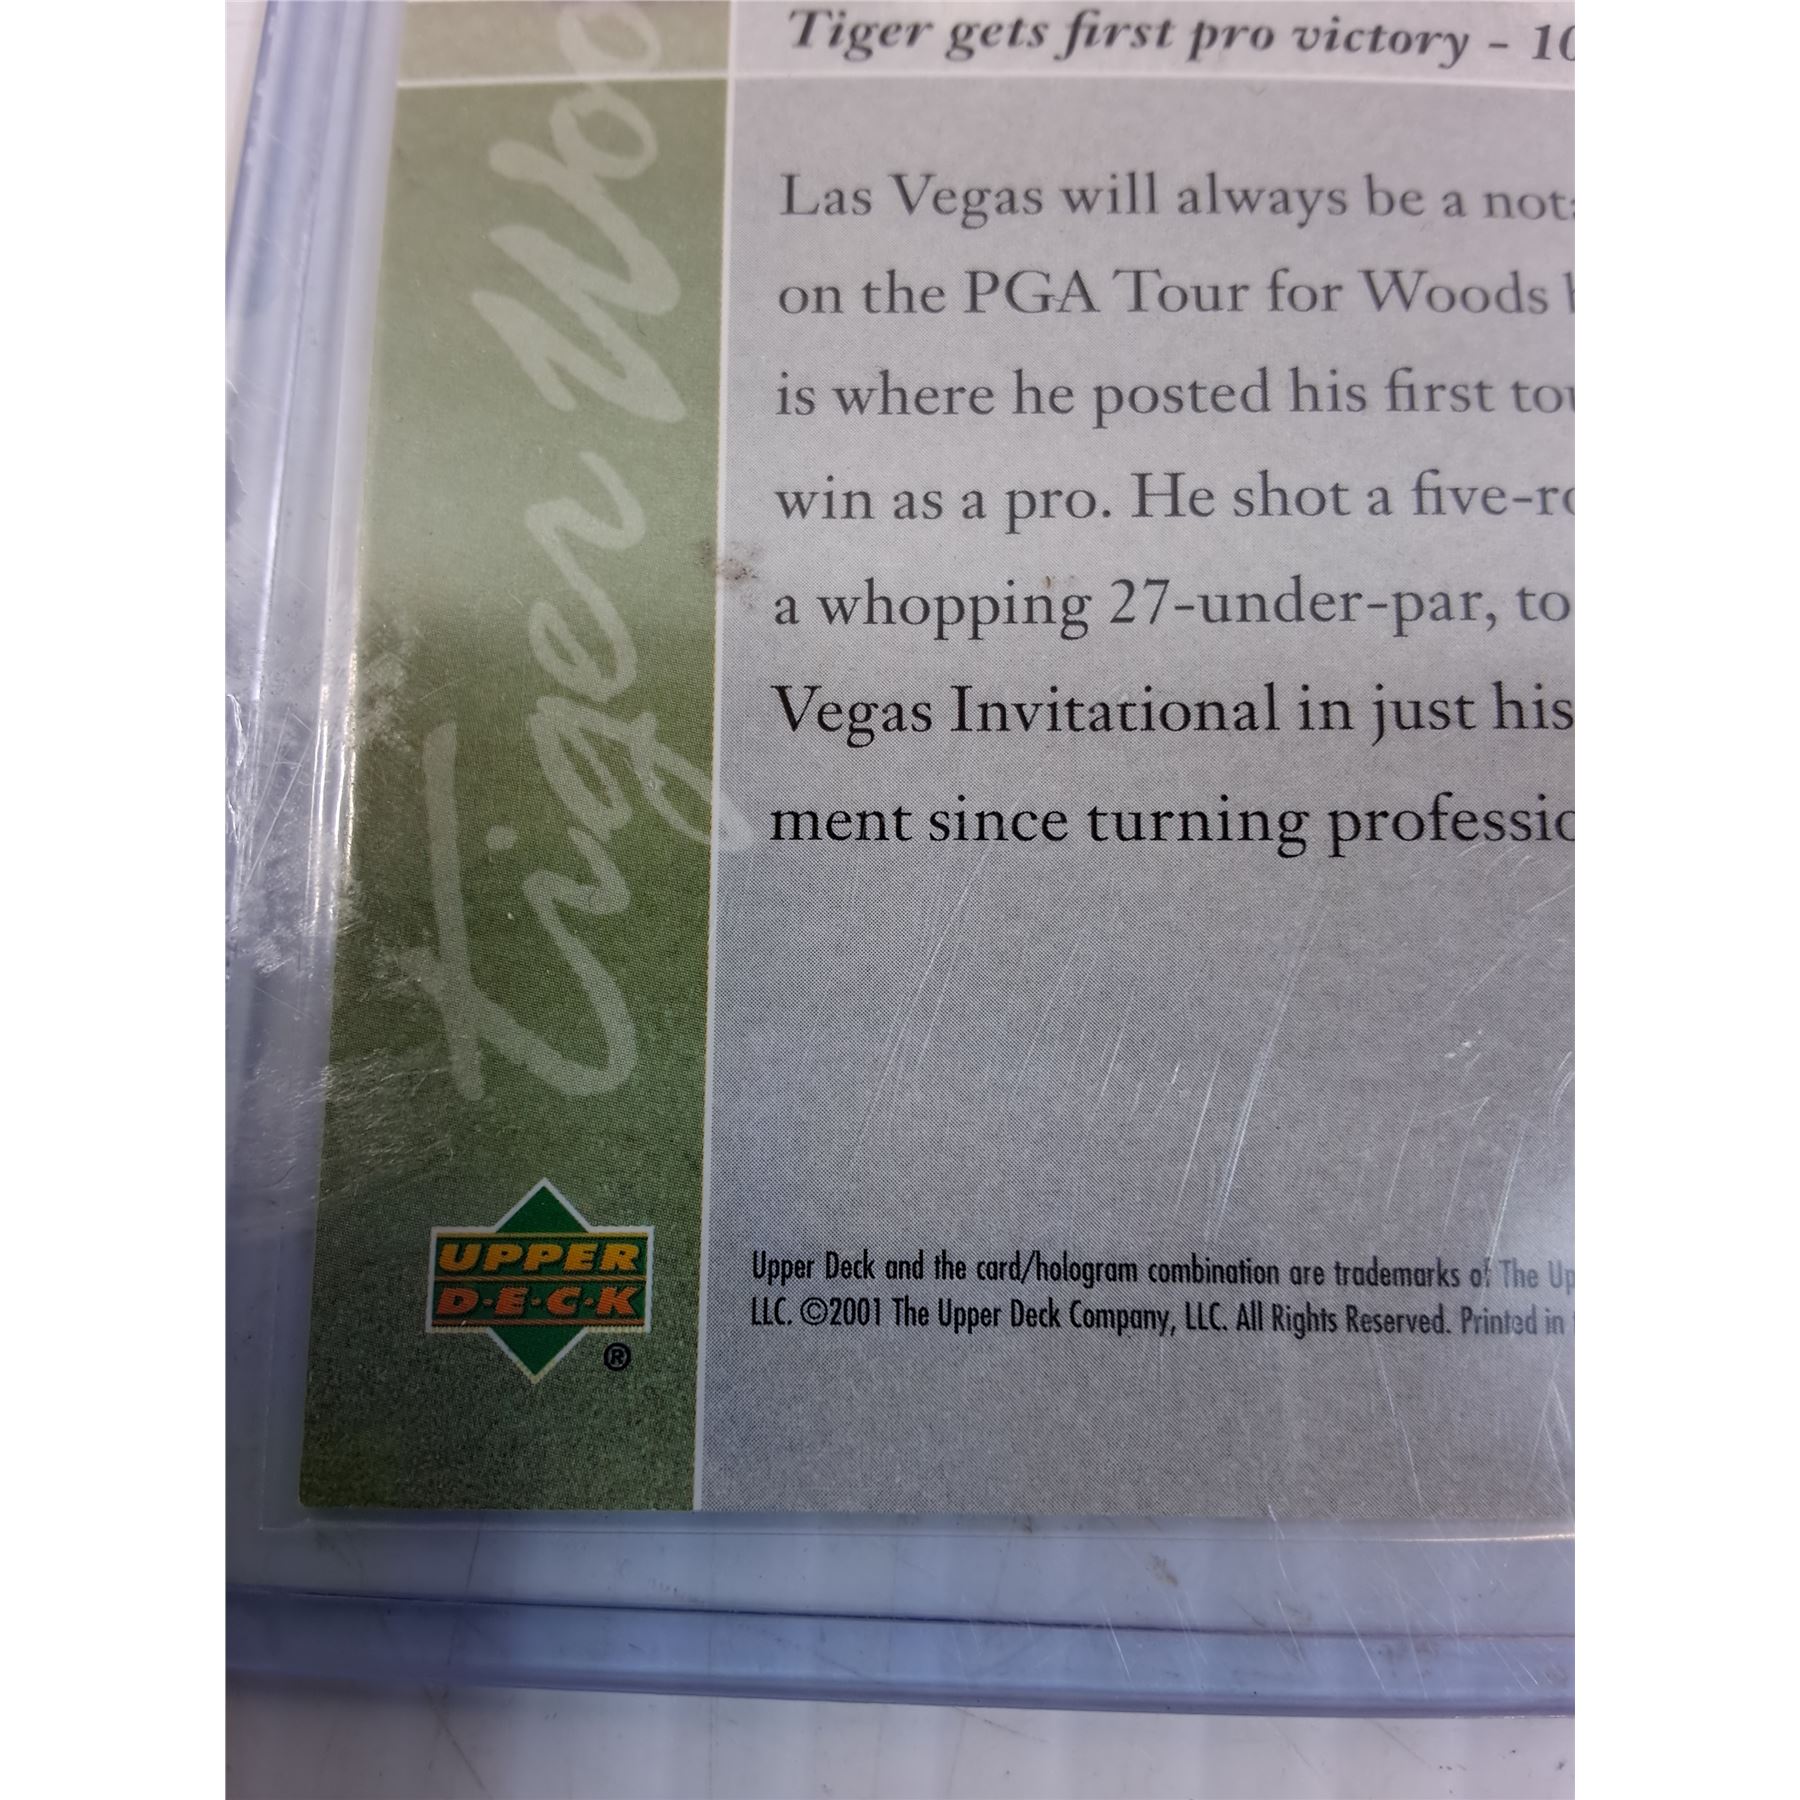 Tiger gets first pro victory - 10
Las Vegas will always be a not
on the PGA Tour for Woods
is where he posted his first
win as a pro. He shot a
a whopping 27-under-par, to
Vegas Invitational in just his
ment since turning
Tiger
UPPER
D·E·C·K
®
Upper Deck and the card/hologram combination are trademarks of The
LLC. ©2001 The Upper Deck Company, LLC. All Rights Reserved. Printed in